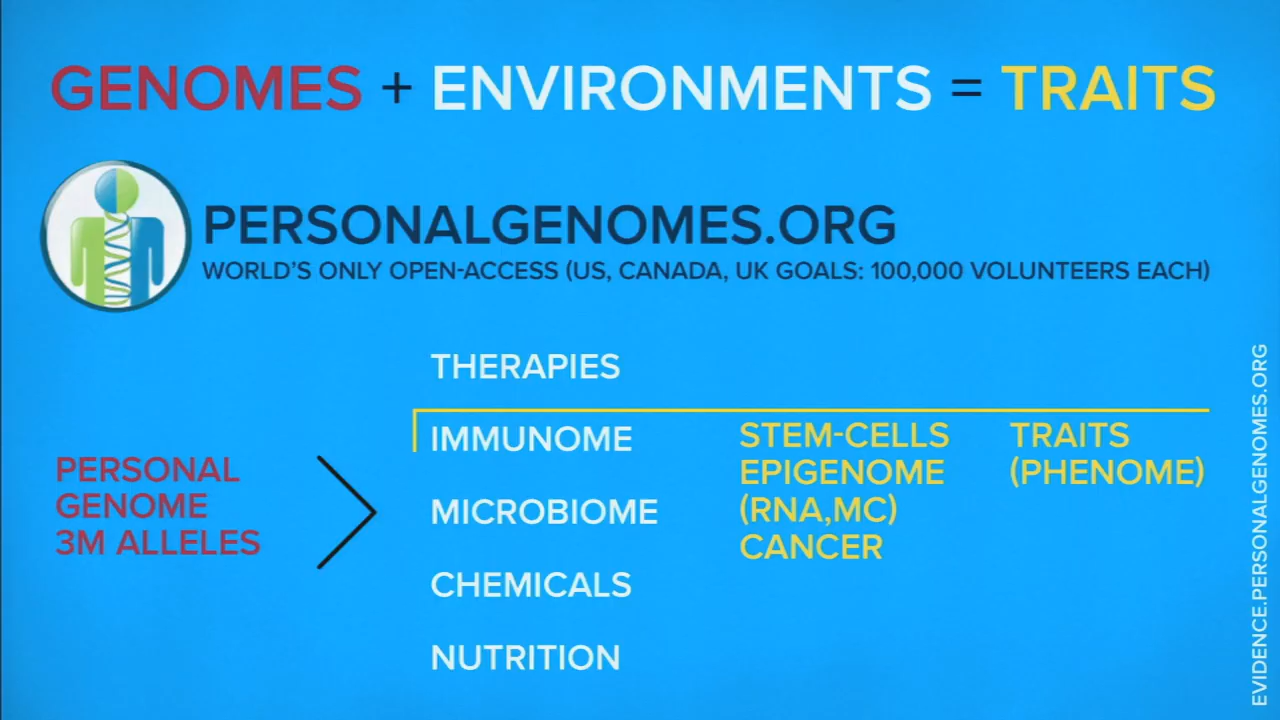 GENOMES + ENVIRONMENTS = TRAITS
PERSONALGENOMES.ORG
WORLD'S ONLY OPEN-ACCESS (US, CANADA, UK GOALS: 100,000 VOLUNTEERS EACH)
PERSONAL
GENOME
3M ALLELES
THERAPIES
IMMUNOME
MICROBIOME
CHEMICALS
NUTRITION
STEM-CELLS
EPIGENOME
(RNA,MC)
CANCER
TRAITS
(PHENOME)
EVIDENCE.PERSONALGENOMES.ORG